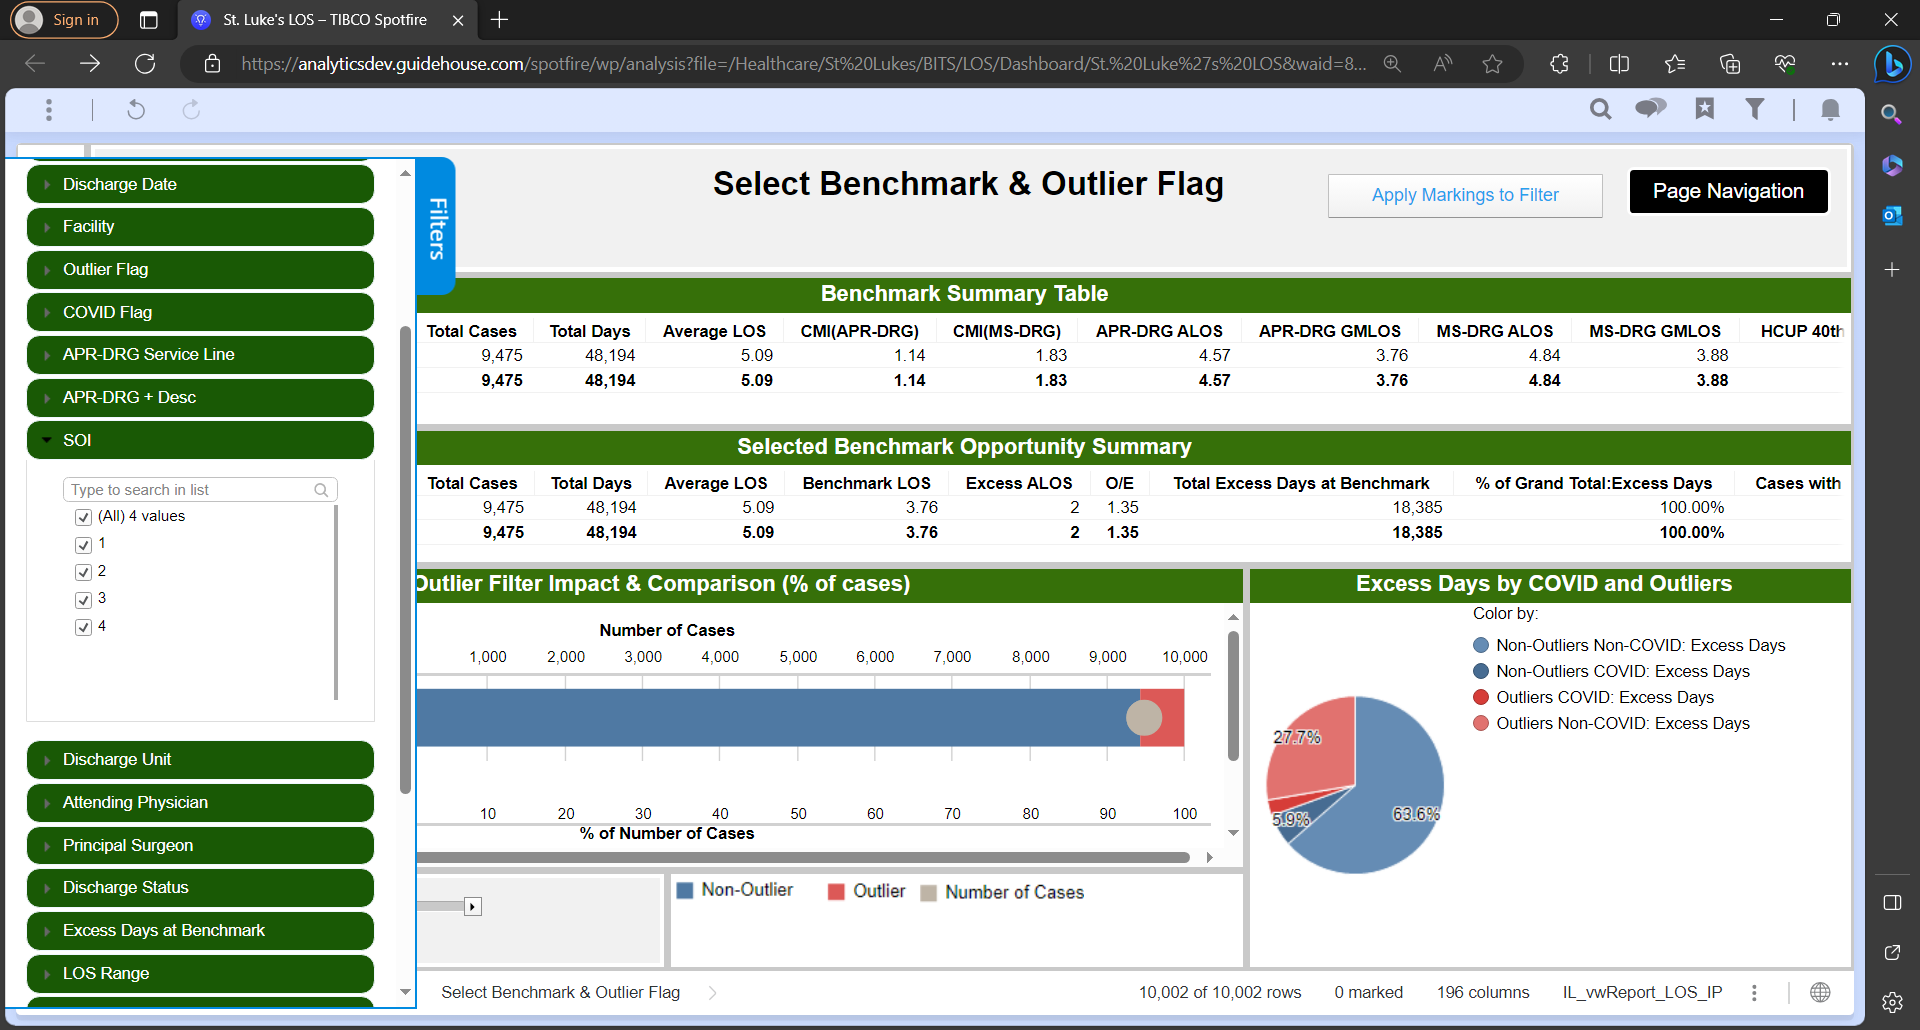 Sign in
St. Luke's LOS – TIBCO Spotfire
https://analyticsdev.guidehouse.com/spotfire/wp/analysis?file=/Healthcare/St%20Lukes/BITS/LOS/Dashboard/St.%20Luke%27s%20LOS&waid=8...
Select Benchmark & Outlier Flag
Apply Markings to Filter
Page Navigation
Filters
Discharge Date
Facility
Outlier Flag
COVID Flag
APR-DRG Service Line
APR-DRG + Desc
SOI
Type to search in list
(All) 4 values
1
2
3
4
Discharge Unit
Attending Physician
Principal Surgeon
Discharge Status
Excess Days at Benchmark
LOS Range
Benchmark Summary Table
Total Cases Total Days Average LOS CMI(APR-DRG) CMI(MS-DRG) APR-DRG ALOS APR-DRG GMLOS MS-DRG ALOS MS-DRG GMLOS HCUP 40th
9,475 48,194 5.09 1.14 1.83 4.57 3.76 4.84 3.88
9,475 48,194 5.09 1.14 1.83 4.57 3.76 4.84 3.88
Selected Benchmark Opportunity Summary
Total Cases Total Days Average LOS Benchmark LOS Excess ALOS O/E Total Excess Days at Benchmark % of Grand Total:Excess Days Cases with
9,475 48,194 5.09 3.76 2 1.35 18,385 100.00%
9,475 48,194 5.09 3.76 2 1.35 18,385 100.00%
Outlier Filter Impact & Comparison (% of cases)
Number of Cases
1,000 2,000 3,000 4,000 5,000 6,000 7,000 8,000 9,000 10,000
10 20 30 40 50 60 70 80 90 100
% of Number of Cases
Non-Outlier Outlier Number of Cases
Excess Days by COVID and Outliers
Color by:
Non-Outliers Non-COVID: Excess Days
Non-Outliers COVID: Excess Days
Outliers COVID: Excess Days
Outliers Non-COVID: Excess Days
27.7%
5.9%
63.6%
Select Benchmark & Outlier Flag
10,002 of 10,002 rows 0 marked 196 columns IL_vwReport_LOS_IP